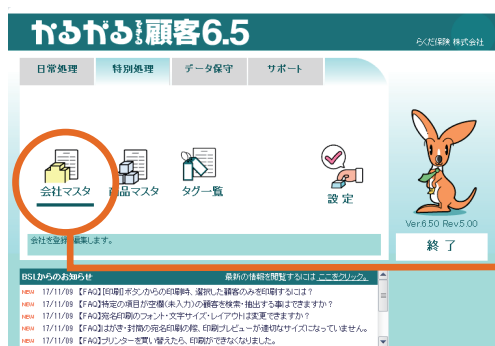 かるがるできる顧客6.5
らくだ保険 株式会社
日常処理 特別処理 データ保守 サポート
会社マスタ 商品マスタ タグ一覧 設定
Ver.6.50 Rev5.00
終了
会社を登録・編集します。
BSLからのお知らせ 最新の情報を閲覧するには ここをクリック。
NEW 17/11/09 【FAQ】[印刷]ボタンからの印刷時、選択した顧客のみを印刷するには？
NEW 17/11/09 【FAQ】特定の項目が空欄(未入力)の顧客を検索・抽出する事はできますか？
NEW 17/11/09 【FAQ】宛名印刷のフォント・文字サイズ・レイアウトは変更できますか？
NEW 17/11/09 【FAQ】はがき・封筒の宛名印刷の際、印刷プレビューが適切なサイズになっていません。
NEW 17/11/09 【FAQ】プリンターを買い替えたら、印刷ができなくなりました。